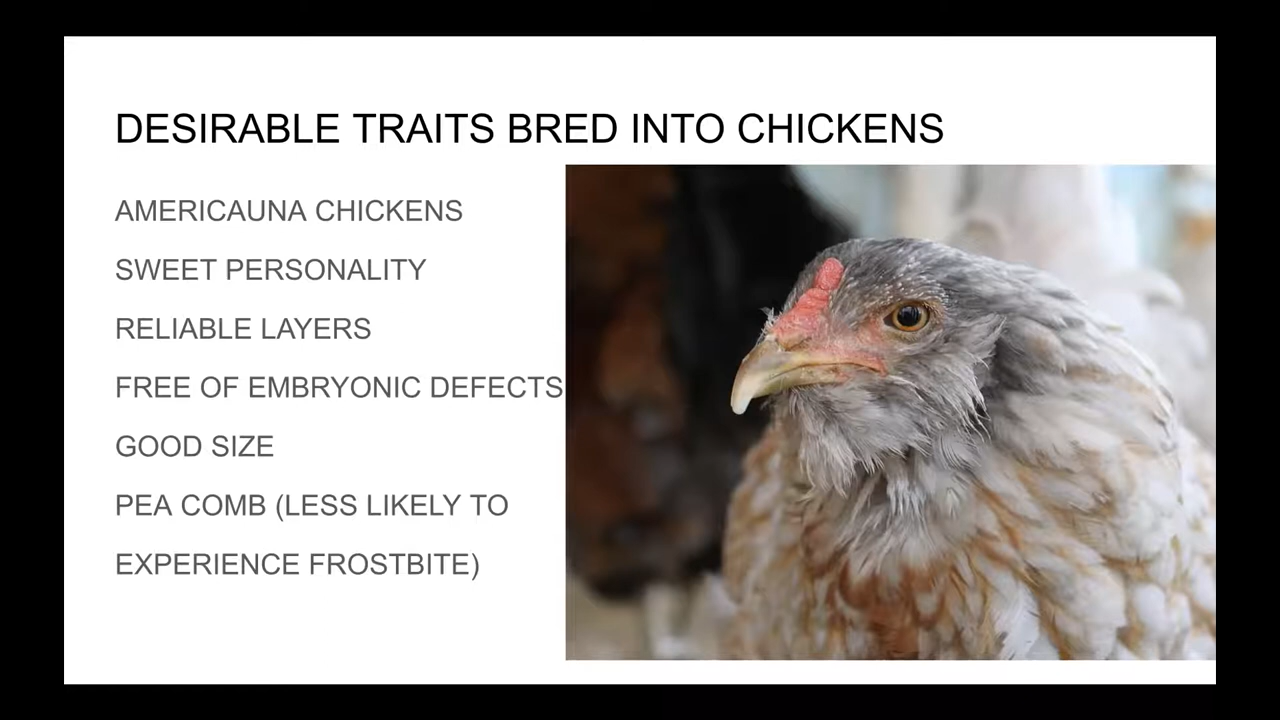 DESIRABLE TRAITS BRED INTO CHICKENS
AMERICAUNA CHICKENS
SWEET PERSONALITY
RELIABLE LAYERS
FREE OF EMBRYONIC DEFECTS
GOOD SIZE
PEA COMB (LESS LIKELY TO
EXPERIENCE FROSTBITE)